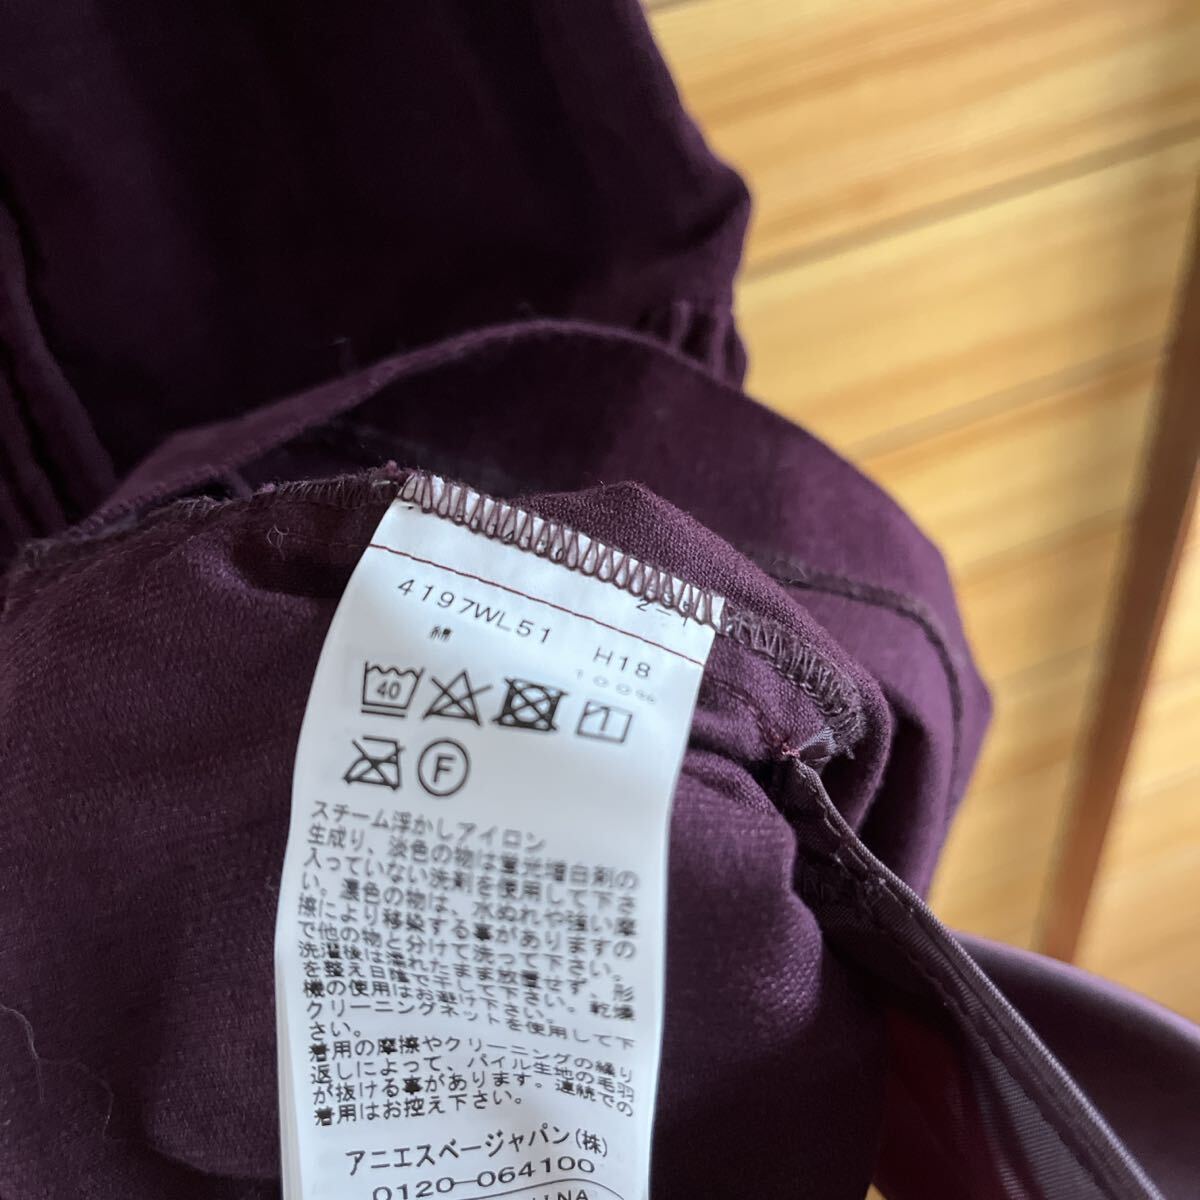 2-1
4197WL51 H18
綿 100%
40
F
スチーム浮かしアイロン
生成り、淡色の物は蛍光増白剤の
入っていない洗剤を使用して下さ
い。濃色の物は、水ぬれや強い摩
擦により移染する事がありますの
で他の物と分けて洗って下さい。
洗濯後は濡れたまま放置せず、形
を整え日陰で干して下さい。乾燥
機の使用はお避け下さい。
クリーニングネットを使用して下
さい。
着用の摩擦やクリーニングの繰り
返しによって、パイル生地の毛羽
が抜ける事があります。連続での
着用はお控え下さい。
アニエスベージャパン(株)
0120-064100